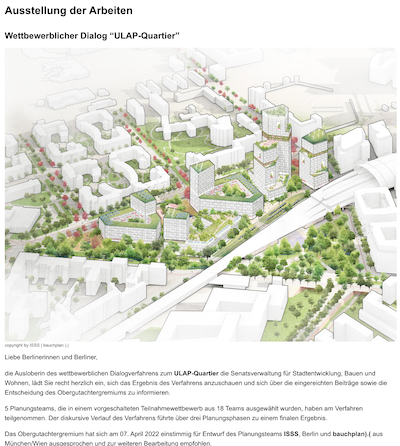 Ausstellung der Arbeiten
Wettbewerblicher Dialog “ULAP-Quartier”
copyright by ISSS | bauchplan ).(
Liebe Berlinerinnen und Berliner,
die Ausloberin des wettbewerblichen Dialogverfahrens zum ULAP-Quartier die Senatsverwaltung für Stadtentwicklung, Bauen und
Wohnen, lädt Sie recht herzlich ein, sich das Ergebnis des Verfahrens anzuschauen und sich über die eingereichten Beiträge sowie die
Entscheidung des Obergutachtergremiums zu informieren.
5 Planungsteams, die in einem vorgeschalteten Teilnahmewettbewerb aus 18 Teams ausgewählt wurden, haben am Verfahren
teilgenommen. Der diskursive Verlauf des Verfahrens führte über drei Planungsphasen zu einem finalen Ergebnis.
Das Obergutachtergremium hat sich am 07. April 2022 einstimmig für Entwurf des Planungsteams ISSS, Berlin und bauchplan).( aus
München/Wien ausgesprochen und zur weiteren Bearbeitung empfohlen.